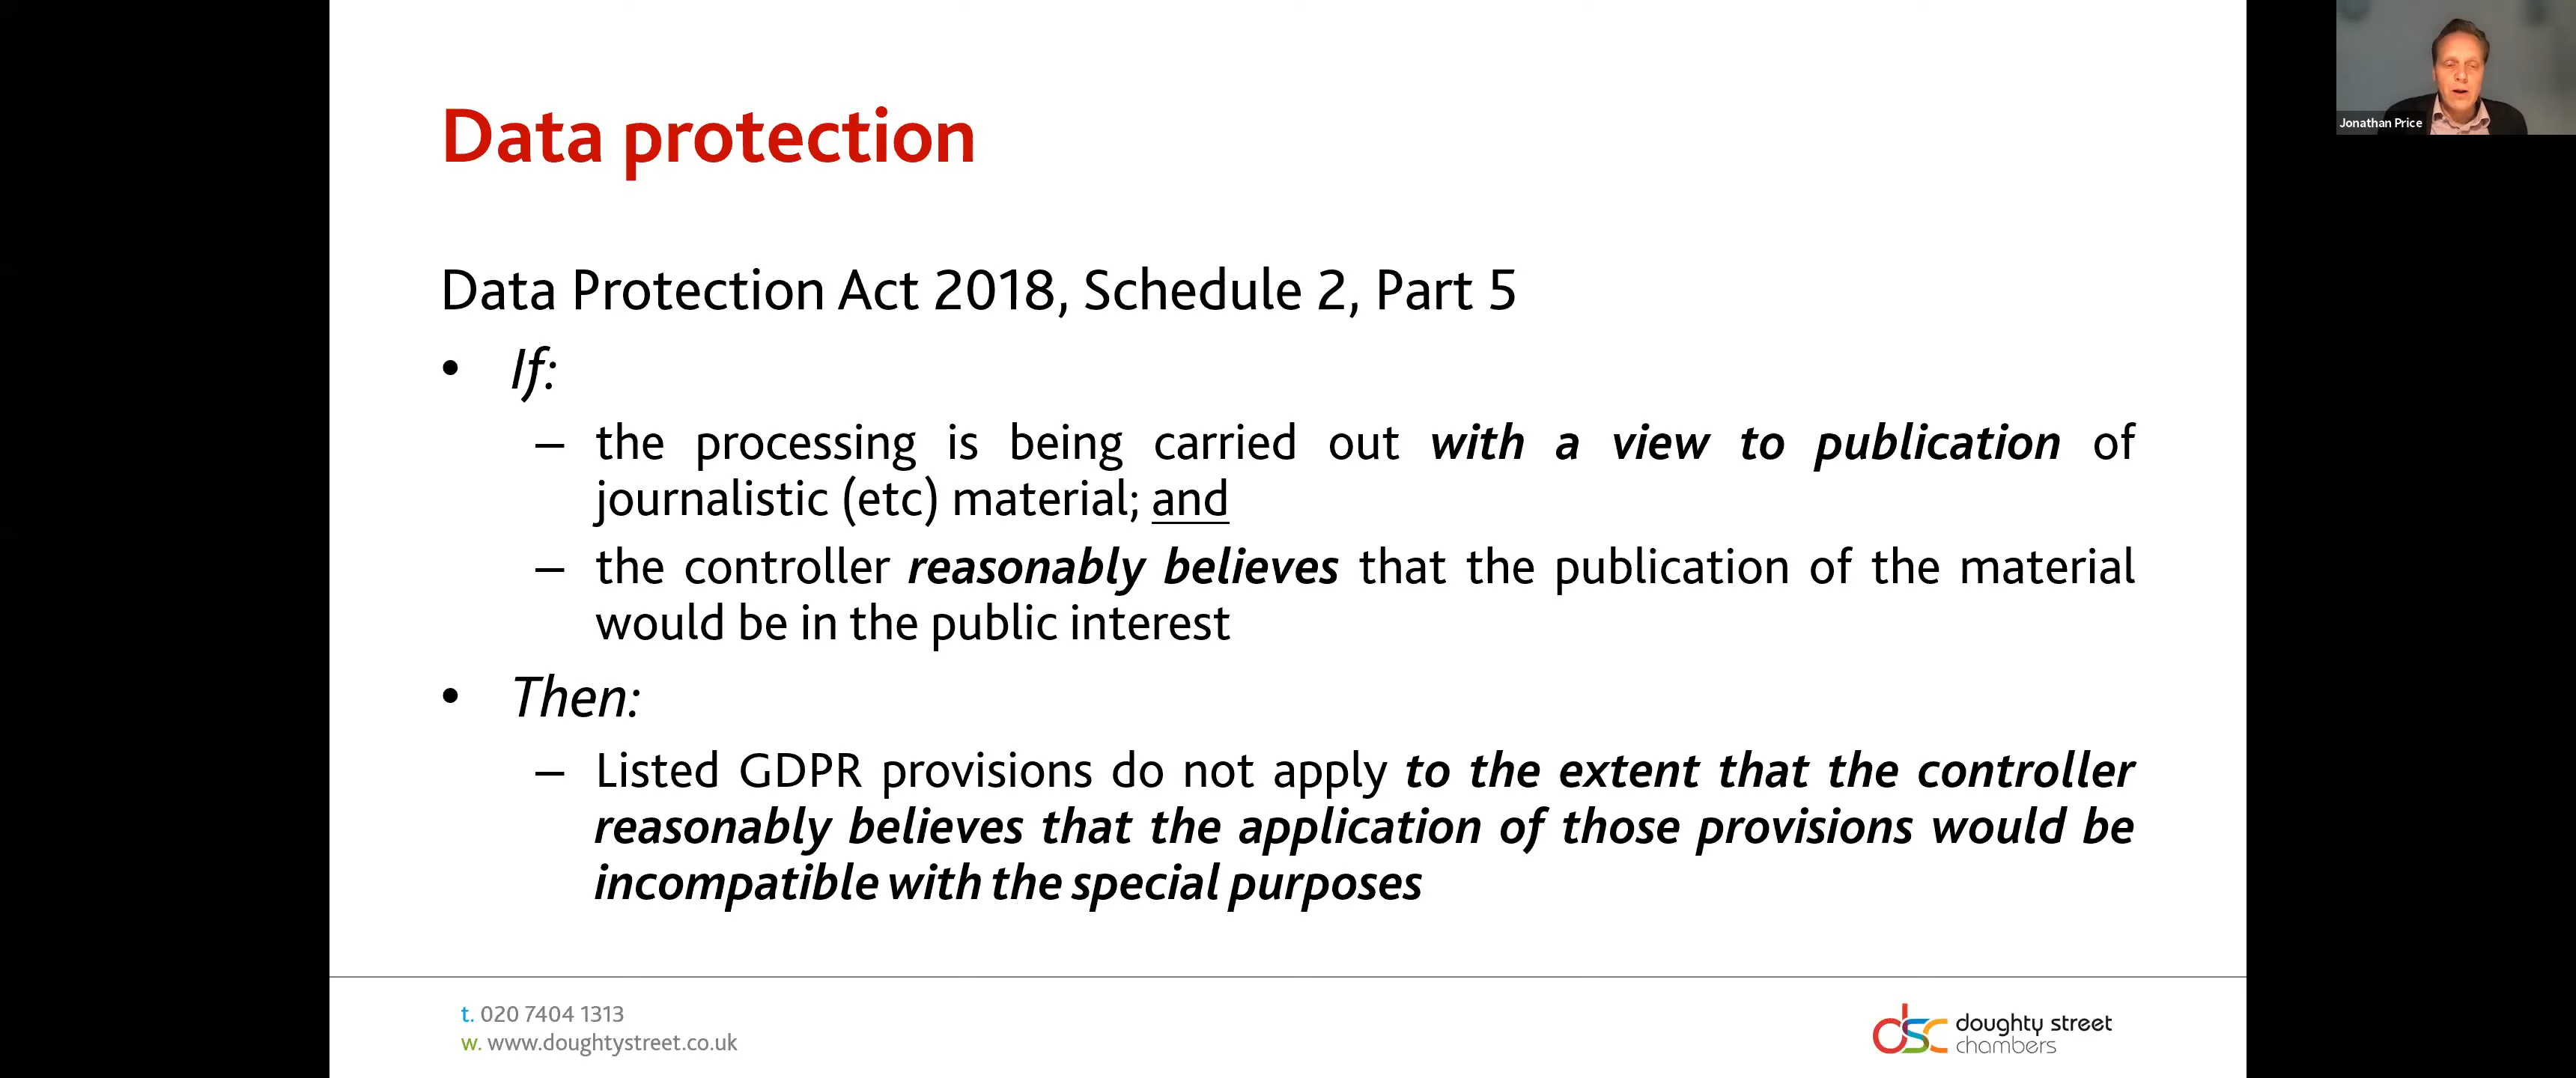 Data protection
Jonathan Price
Data Protection Act 2018, Schedule 2, Part 5
• If:
– the processing is being carried out with a view to publication of
journalistic (etc) material; and
– the controller reasonably believes that the publication of the material
would be in the public interest
• Then:
– Listed GDPR provisions do not apply to the extent that the controller
reasonably believes that the application of those provisions would be
incompatible with the special purposes
t. 020 7404 1313
w. www.doughtystreet.co.uk
dsc doughty street
chambers